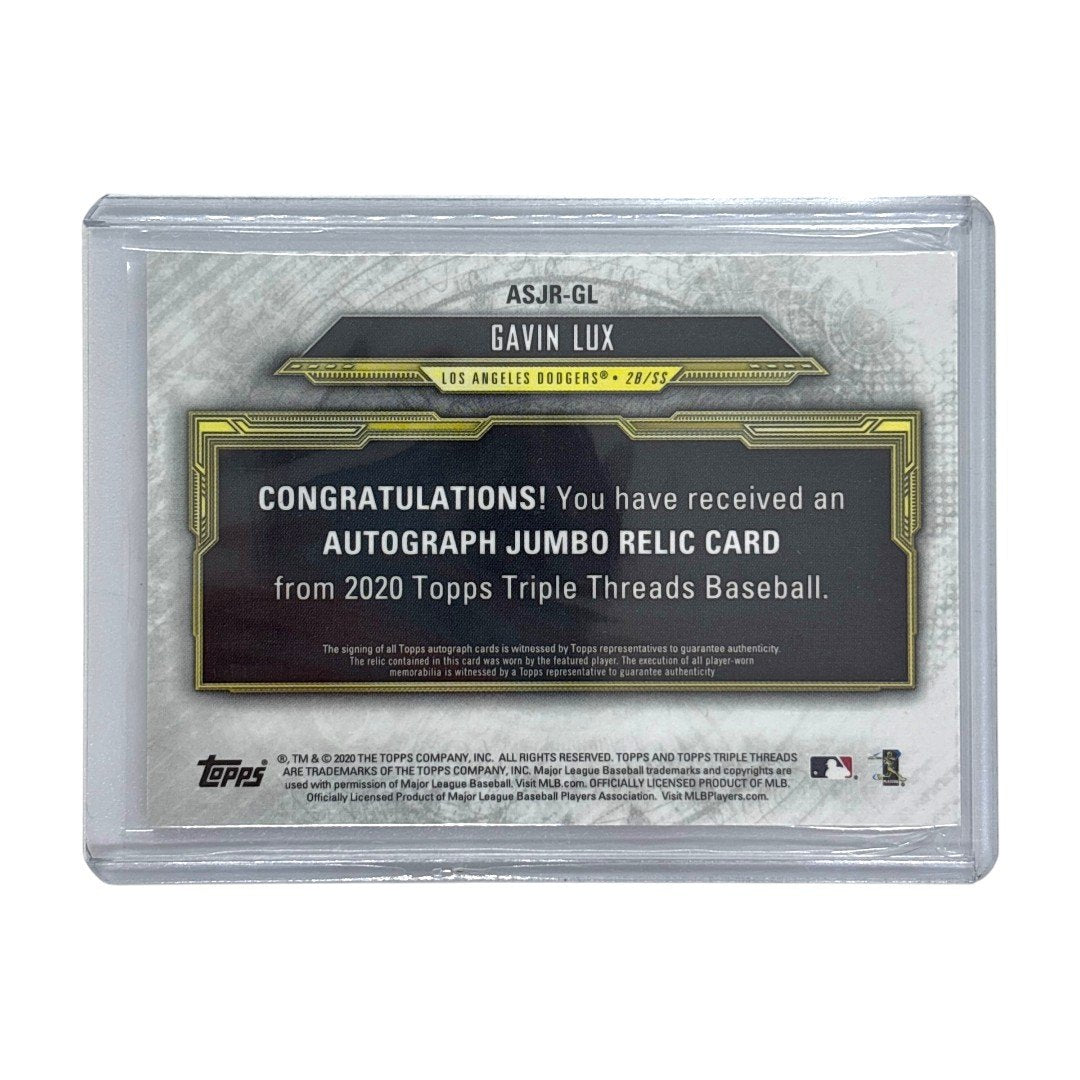 ASJR-GL
GAVIN LUX
LOS ANGELES DODGERS® • 2B/SS
CONGRATULATIONS! You have received an
AUTOGRAPH JUMBO RELIC CARD
from 2020 Topps Triple Threads Baseball.
The signing of all Topps autograph cards is witnessed by Topps representatives to guarantee authenticity.
The relic contained in this card was worn by the featured player. The execution of all player-worn
memorabilia is witnessed by a Topps representative to guarantee authenticity
Topps
®, TM & © 2020 THE TOPPS COMPANY, INC. ALL RIGHTS RESERVED. TOPPS AND TOPPS TRIPLE THREADS
ARE TRADEMARKS OF THE TOPPS COMPANY, INC. Major League Baseball trademarks and copyrights are
used with permission of Major League Baseball. Visit MLB.com. OFFICIALLY LICENSED PRODUCT OF MLB.
Officially Licensed Product of Major League Baseball Players Association. Visit MLBPlayers.com.